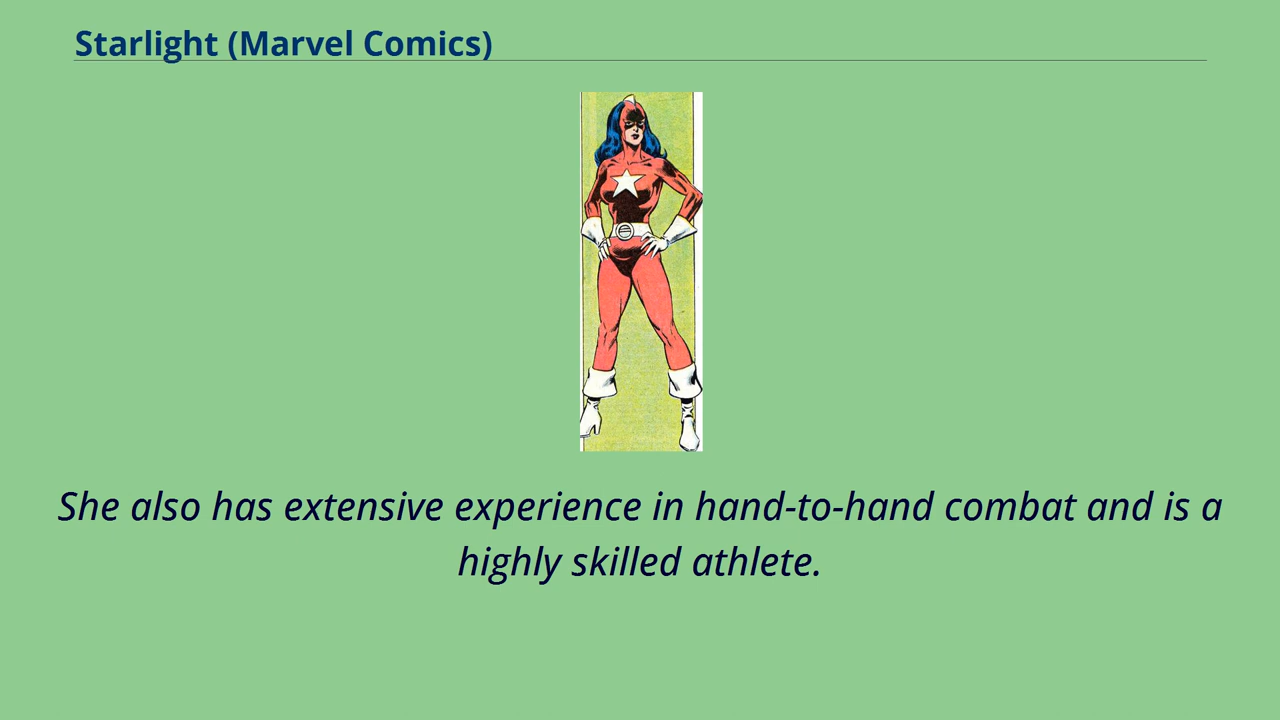 Starlight (Marvel Comics)
She also has extensive experience in hand-to-hand combat and is a
highly skilled athlete.